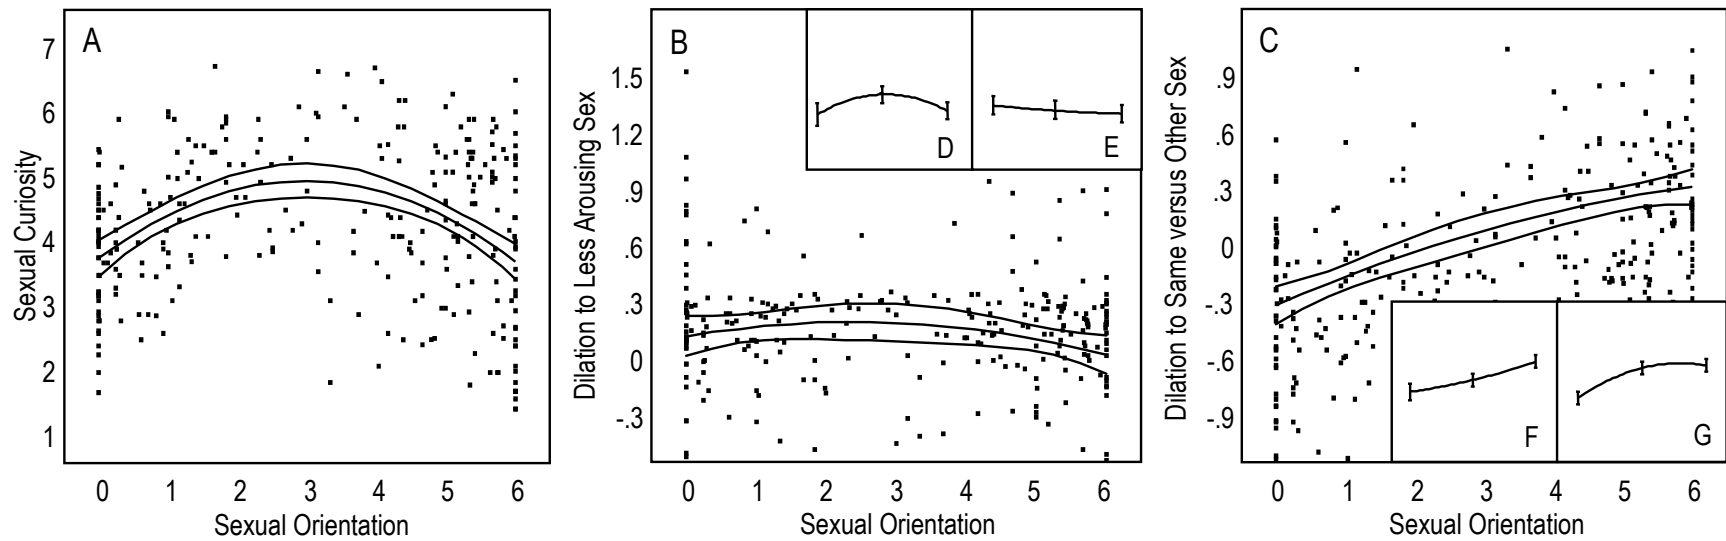 A
7
6
5
4
3
2
1
Sexual Curiosity
0 1 2 3 4 5 6
Sexual Orientation
B
1.5
1.2
.9
.6
.3
0
-.3
Dilation to Less Arousing Sex
D
E
0 1 2 3 4 5 6
Sexual Orientation
C
.9
.6
.3
0
-.3
-.6
-.9
Dilation to Same versus Other Sex
F
G
0 1 2 3 4 5 6
Sexual Orientation